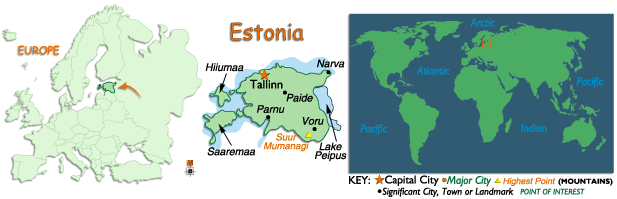 EUROPE
Estonia
Hiiumaa
Tallinn
Narva
Paide
Parnu
Voru
Suur
Mumanagi
Saaremaa
Lake
Peipus
Arctic
Atlantic
Pacific
Pacific
Indian
KEY: Capital City Major City Highest Point (MOUNTAINS)
Significant City, Town or Landmark POINT OF INTEREST